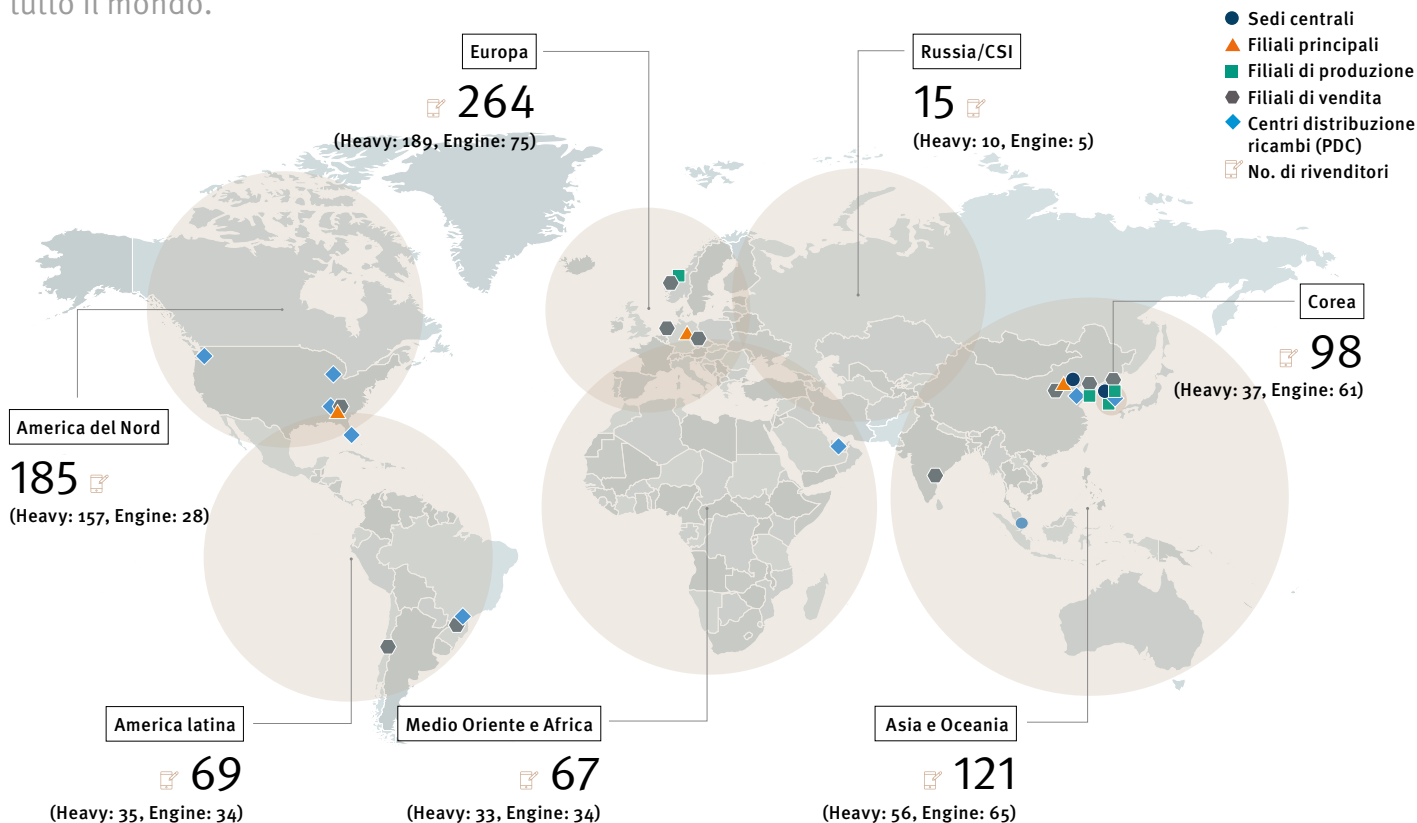 tutto il mondo.
Sedi centrali
Filiali principali
Filiali di produzione
Filiali di vendita
Centri distribuzione
ricambi (PDC)
No. di rivenditori
Europa
264
(Heavy: 189, Engine: 75)
Russia/CSI
15
(Heavy: 10, Engine: 5)
Corea
98
(Heavy: 37, Engine: 61)
America del Nord
185
(Heavy: 157, Engine: 28)
America latina
69
(Heavy: 35, Engine: 34)
Medio Oriente e Africa
67
(Heavy: 33, Engine: 34)
Asia e Oceania
121
(Heavy: 56, Engine: 65)